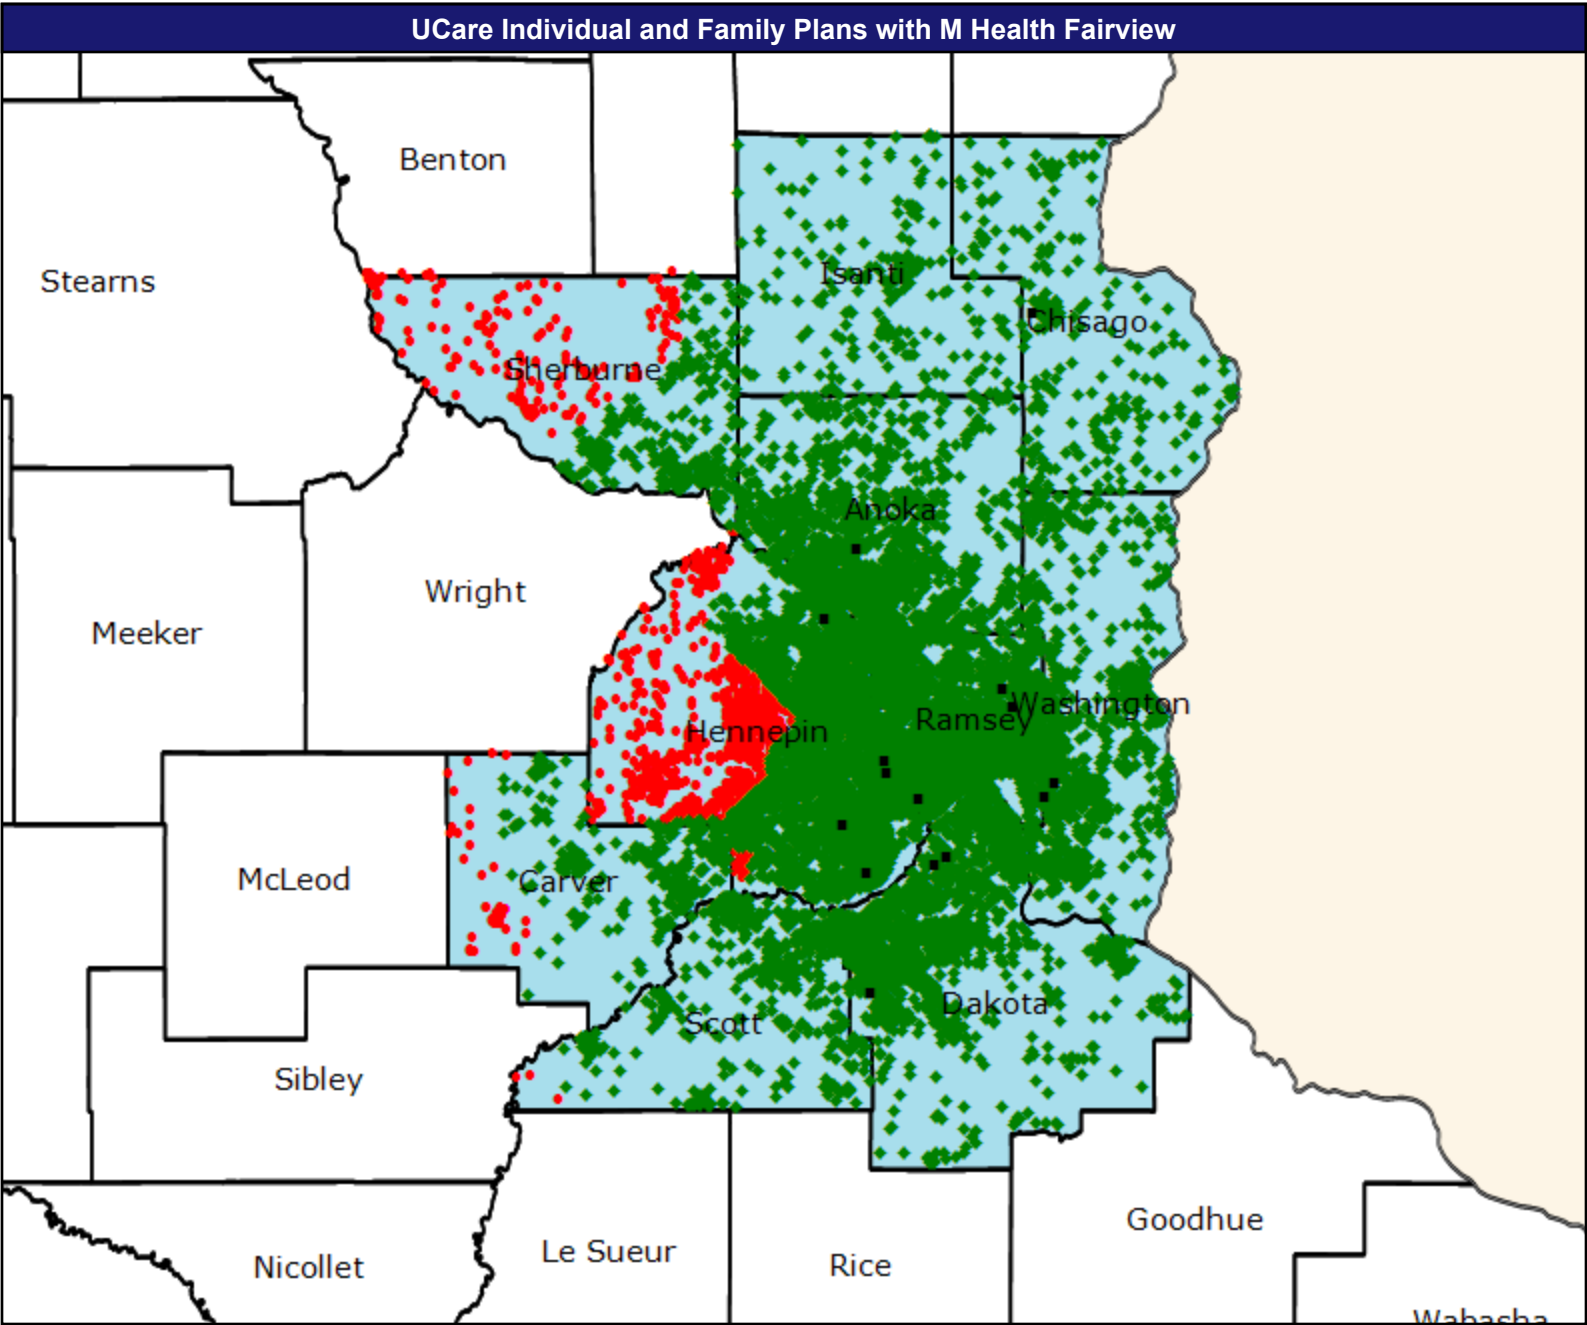 UCare Individual and Family Plans with M Health Fairview
Benton
Stearns
Isanti
Chisago
Sherburne
Anoka
Wright
Meeker
Washington
Ramsey
Hennepin
McLeod
Carver
Dakota
Scott
Sibley
Goodhue
Le Sueur
Rice
Nicollet
Wabasha